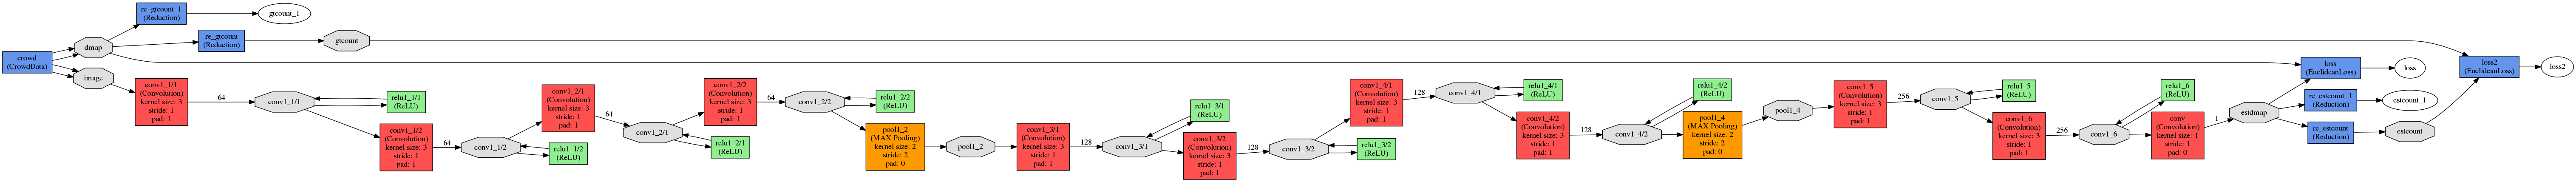 crowd
(CrowdData)
dmap
image
re_gtcount_1
(Reduction)
gtcount_1
re_gtcount
(Reduction)
gtcount
conv1_1/1
(Convolution)
kernel size: 3
stride: 1
pad: 1
64
conv1_1/1
relu1_1/1
(ReLU)
conv1_1/2
(Convolution)
kernel size: 3
stride: 1
pad: 1
64
conv1_1/2
relu1_1/2
(ReLU)
conv1_2/1
(Convolution)
kernel size: 3
stride: 1
pad: 1
64
conv1_2/1
relu1_2/1
(ReLU)
conv1_2/2
(Convolution)
kernel size: 3
stride: 1
pad: 1
64
conv1_2/2
relu1_2/2
(ReLU)
pool1_2
(MAX Pooling)
kernel size: 2
stride: 2
pad: 0
pool1_2
conv1_3/1
(Convolution)
kernel size: 3
stride: 1
pad: 1
128
conv1_3/1
relu1_3/1
(ReLU)
conv1_3/2
(Convolution)
kernel size: 3
stride: 1
pad: 1
128
conv1_3/2
relu1_3/2
(ReLU)
conv1_4/1
(Convolution)
kernel size: 3
stride: 1
pad: 1
128
conv1_4/1
relu1_4/1
(ReLU)
conv1_4/2
(Convolution)
kernel size: 3
stride: 1
pad: 1
128
conv1_4/2
relu1_4/2
(ReLU)
pool1_4
(MAX Pooling)
kernel size: 2
stride: 2
pad: 0
pool1_4
conv1_5
(Convolution)
kernel size: 3
stride: 1
pad: 1
256
conv1_5
relu1_5
(ReLU)
conv1_6
(Convolution)
kernel size: 3
stride: 1
pad: 1
256
conv1_6
relu1_6
(ReLU)
conv
(Convolution)
kernel size: 1
stride: 1
pad: 0
1
estdmap
loss
(EuclideanLoss)
loss
re_estcount_1
(Reduction)
estcount_1
re_estcount
(Reduction)
estcount
loss2
(EuclideanLoss)
loss2